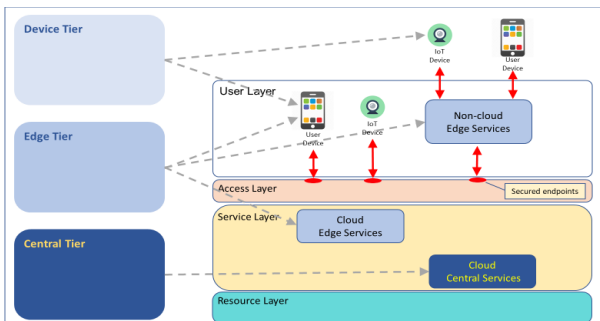 Device Tier
IoT
Device
User
Device
User Layer
Non-cloud
Edge Services
Edge Tier
User
Device
IoT
Device
Access Layer
Secured endpoints
Service Layer
Cloud
Edge Services
Central Tier
Cloud
Central Services
Resource Layer